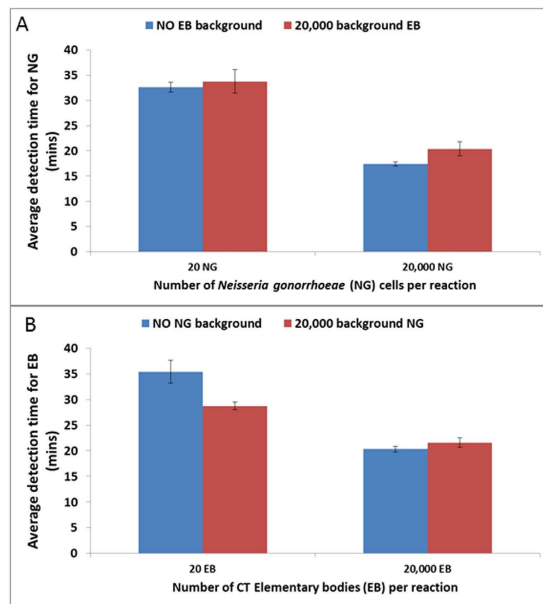 A
NO EB background 20,000 background EB
Average detection time for NG
(mins)
40
35
30
25
20
15
10
5
0
20 NG 20,000 NG
Number of Neisseria gonorrhoeae (NG) cells per reaction
B
NO NG background 20,000 background NG
Average detection time for EB
(mins)
40
35
30
25
20
15
10
5
0
20 EB 20,000 EB
Number of CT Elementary bodies (EB) per reaction